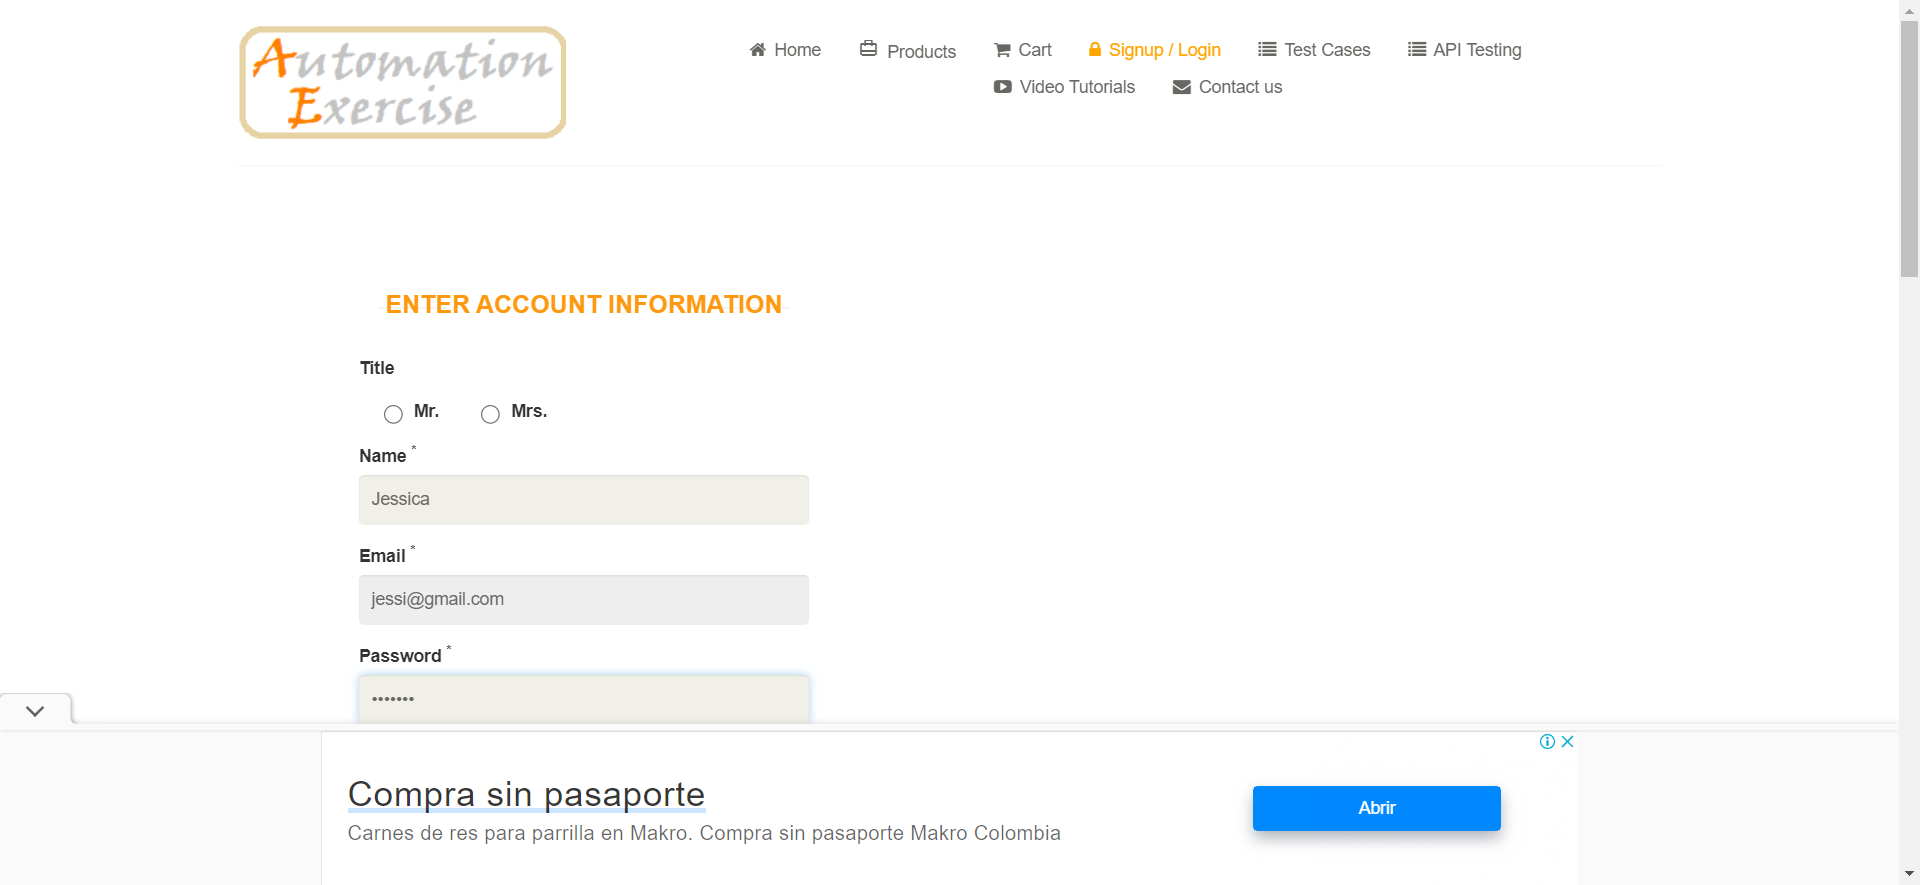 Automation
Exercise
Home
Products
Cart
Signup / Login
Test Cases
API Testing
Video Tutorials
Contact us
ENTER ACCOUNT INFORMATION
Title
Mr.
Mrs.
Name *
Jessica
Email *
jessi@gmail.com
Password *
•••••••
Compra sin pasaporte
Carnes de res para parrilla en Makro. Compra sin pasaporte Makro Colombia
Abrir